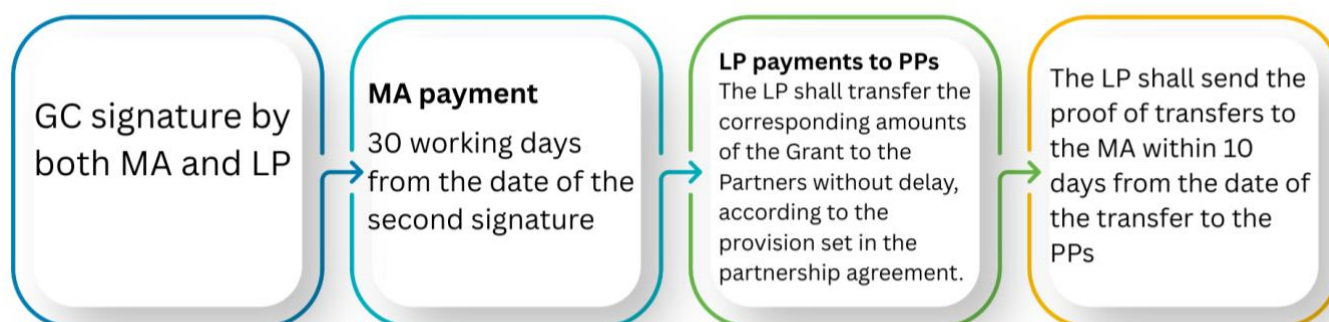 GC signature by
both MA and LP
MA payment
30 working days
from the date of the
second signature
LP payments to PPs
The LP shall transfer the
corresponding amounts
of the Grant to the
Partners without delay,
according to the
provision set in the
partnership agreement.
The LP shall send the
proof of transfers to
the MA within 10
days from the date of
the transfer to the
PPs